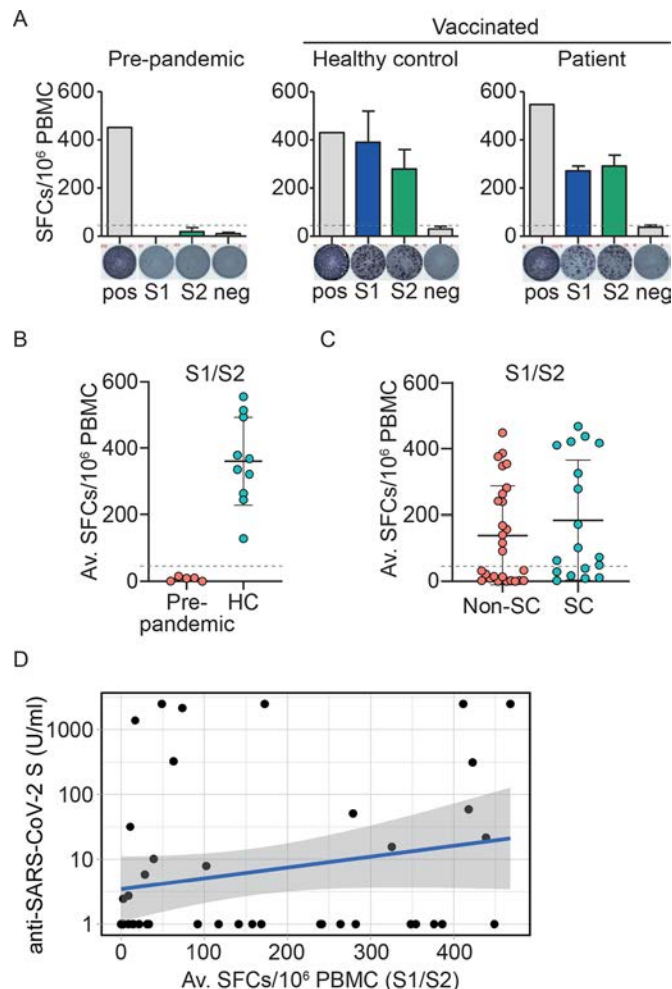 A
Vaccinated
Pre-pandemic Healthy control Patient
SFCs/10⁶ PBMC
600 600 600
400 400 400
200 200 200
0 0 0
pos S1 S2 neg pos S1 S2 neg pos S1 S2 neg
B C
S1/S2 S1/S2
Av. SFCs/10⁶ PBMC
600
400
200
0
Pre-
pandemic
HC
Av. SFCs/10⁶ PBMC
600
400
200
0
Non-SC SC
D
anti-SARS-CoV-2 S (U/ml)
1000
100
10
1
0 100 200 300 400
Av. SFCs/10⁶ PBMC (S1/S2)